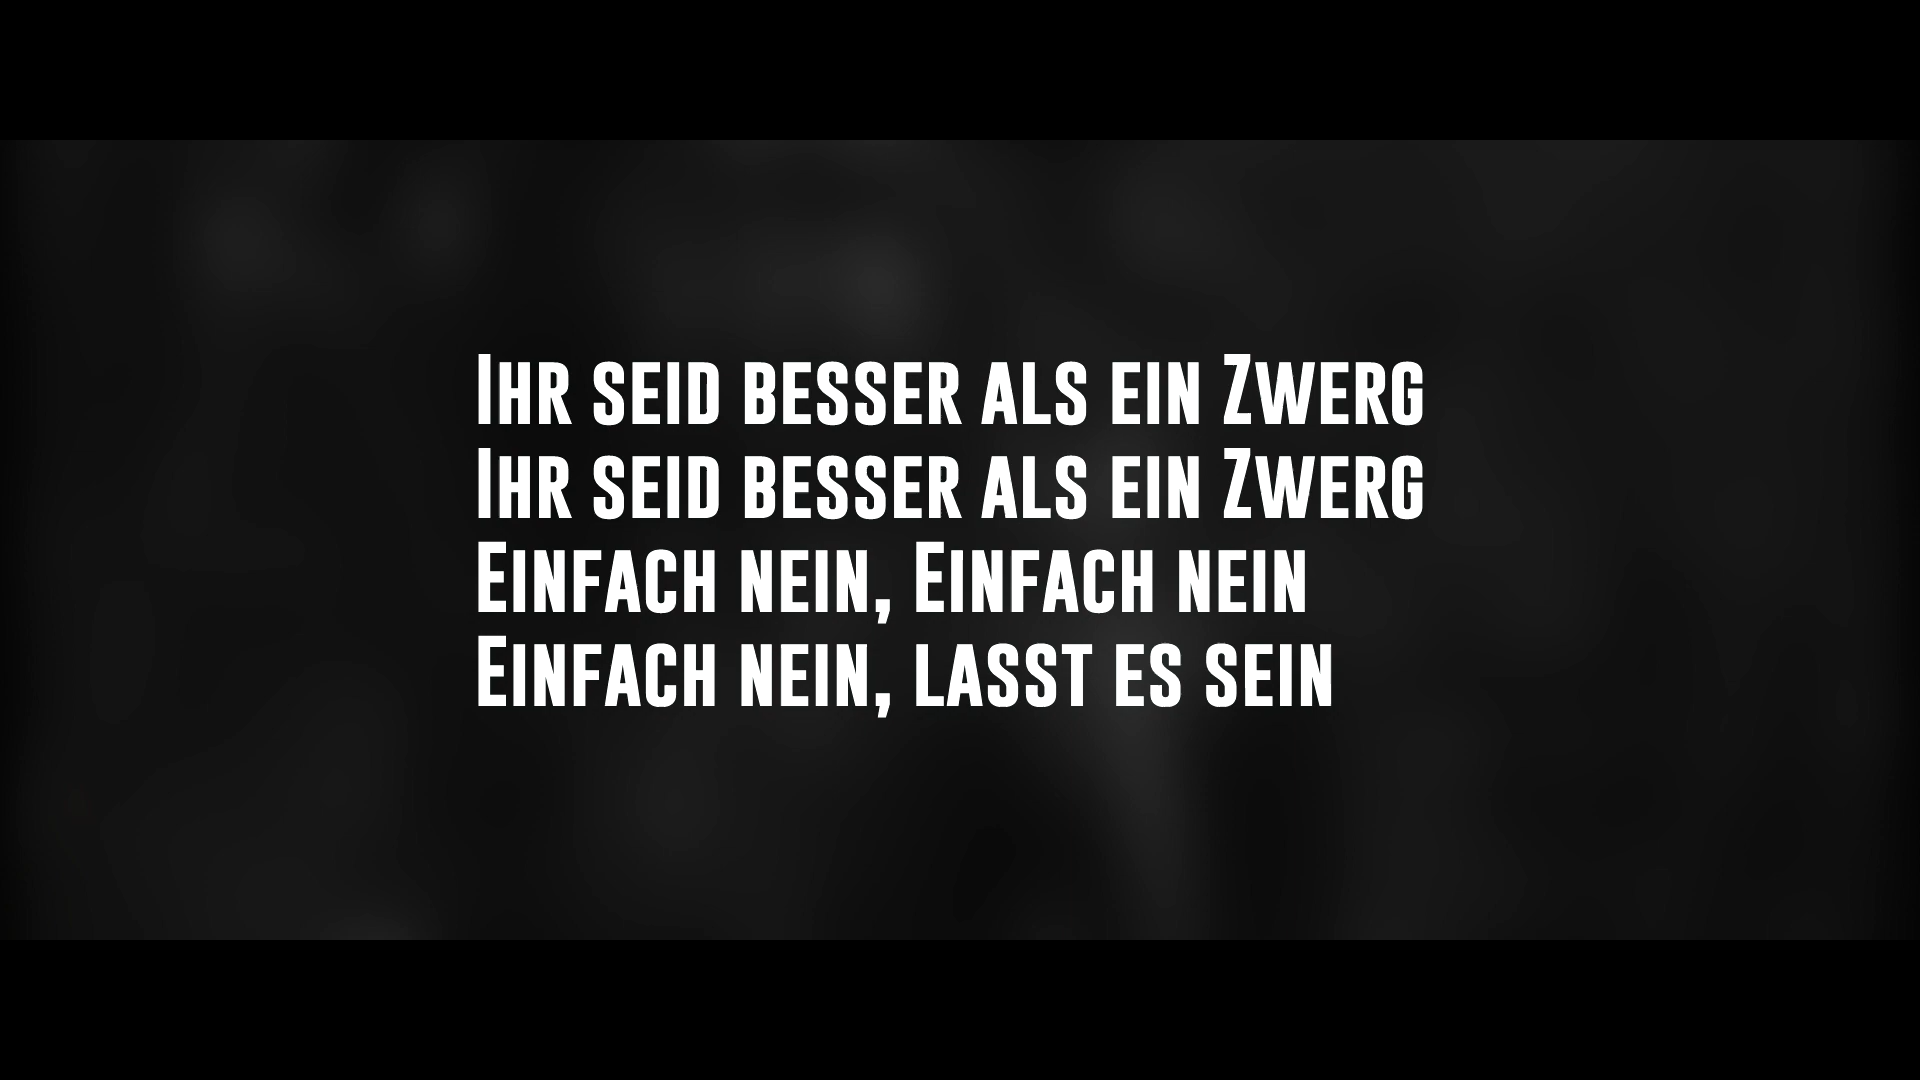 Ihr seid besser als ein Zwerg
Ihr seid besser als ein Zwerg
Einfach nein, Einfach nein
Einfach nein, lasst es sein